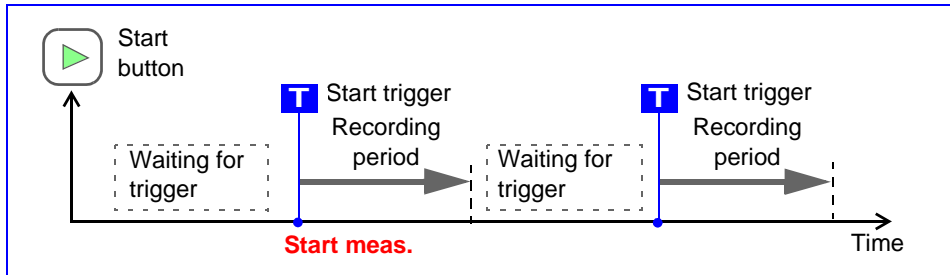 Start
button
T Start trigger
Recording
period
Waiting for
trigger
Start meas.
T Start trigger
Recording
period
Waiting for
trigger
Time